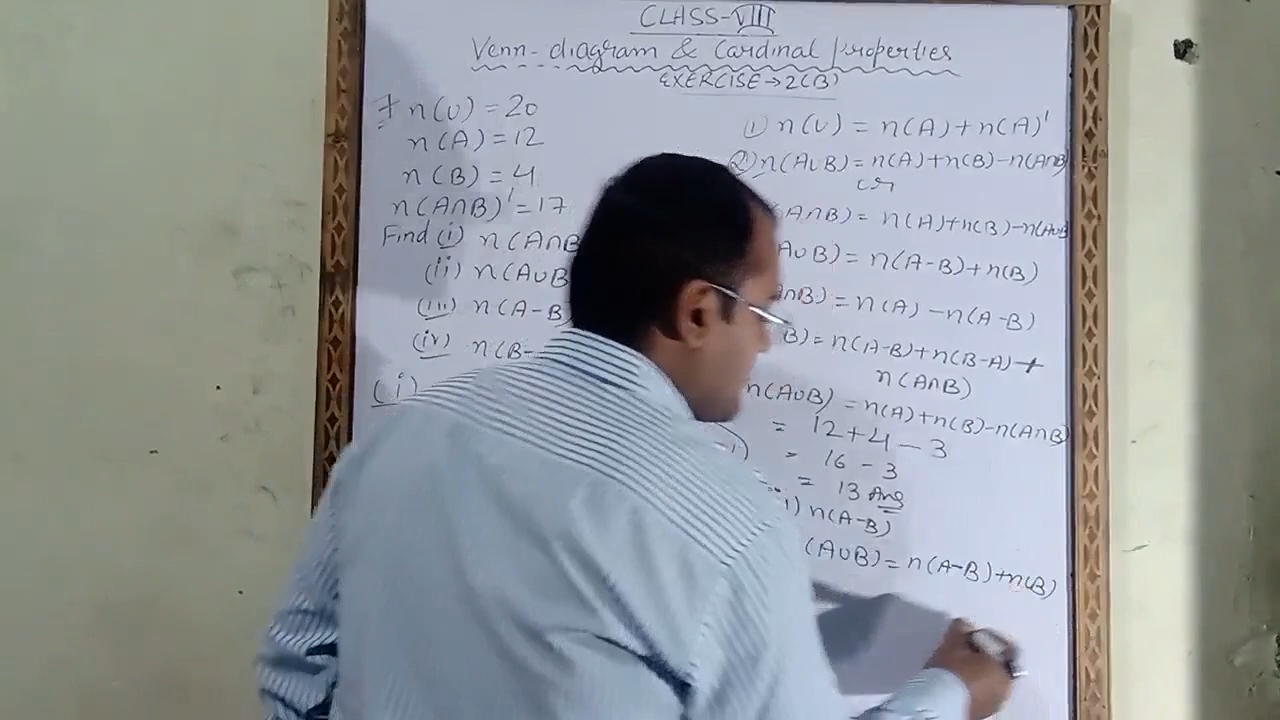 CLASS-VIII
Venn-diagram & Cardinal properties
EXERCISE→2(B)
7 n(U) = 20
n(A) = 12
n(B) = 4
n(A∩B)' = 17
Find (i) n(A∩B
(ii) n(A∪B
(iii) n(A-B)
(iv) n(B-
(i)
1) n(U) = n(A)+n(A)'
2) n(A∪B) = n(A)+n(B)-n(A∩B)
or
A∩B) = n(A)+n(B)-n(A∪B)
A∪B) = n(A-B)+n(B)
A∩B) = n(A)-n(A-B)
B) = n(A-B)+n(B-A)+
n(A∩B)
n(A∪B) = n(A)+n(B)-n(A∩B)
= 12+4-3
= 16-3
= 13 Ans
i) n(A-B)
(A∪B) = n(A-B)+n(B)